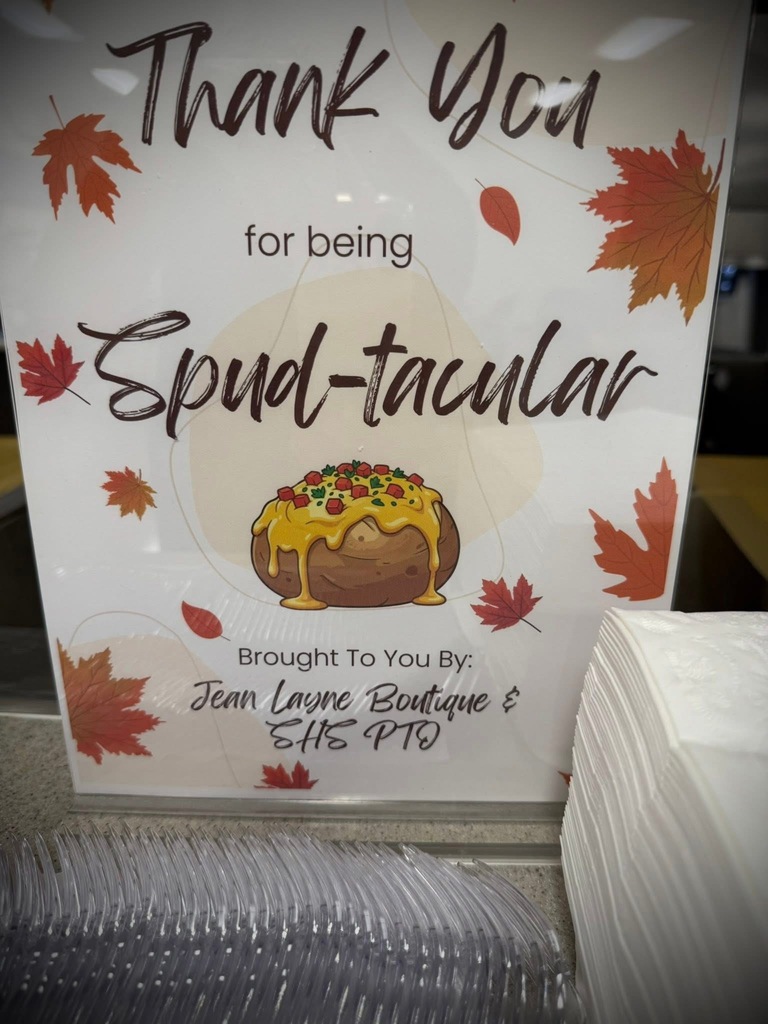 Thank You
for being
Spud-tacular
Brought To You By:
Jean Layne Boutique &
SHS PTO